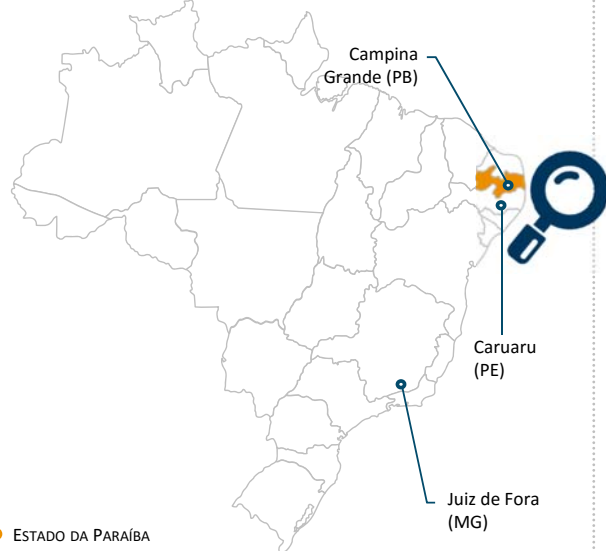 Campina
Grande (PB)
Caruaru
(PE)
Juiz de Fora
(MG)
ESTADO DA PARAÍBA